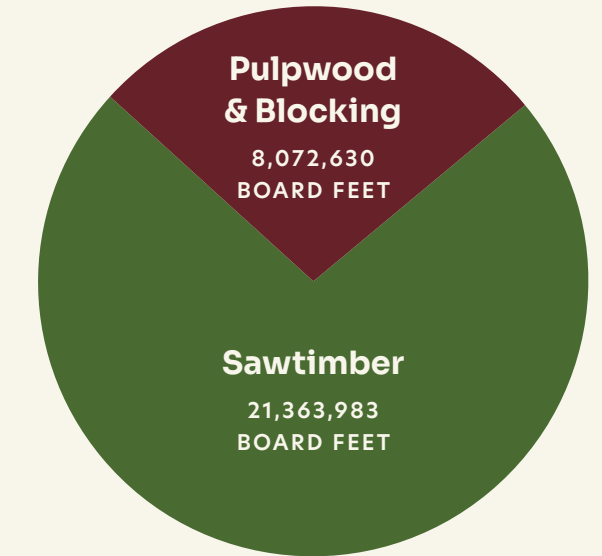 Pulpwood
& Blocking
8,072,630
BOARD FEET
Sawtimber
21,363,983
BOARD FEET